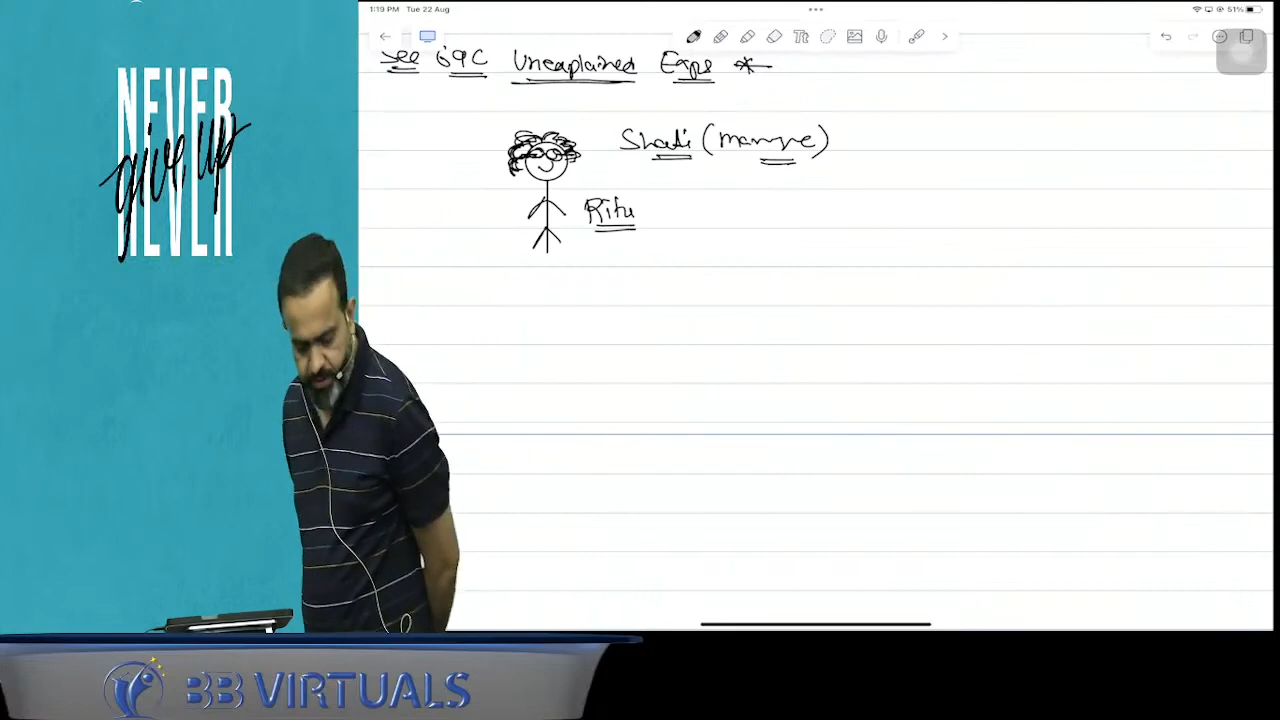 1:19 PM Tue 22 Aug
51%
See 69C Unexplained Exps *
Shadi (Marriage)
Ritu
NEVER
give up
NEVER
BB VIRTUALS